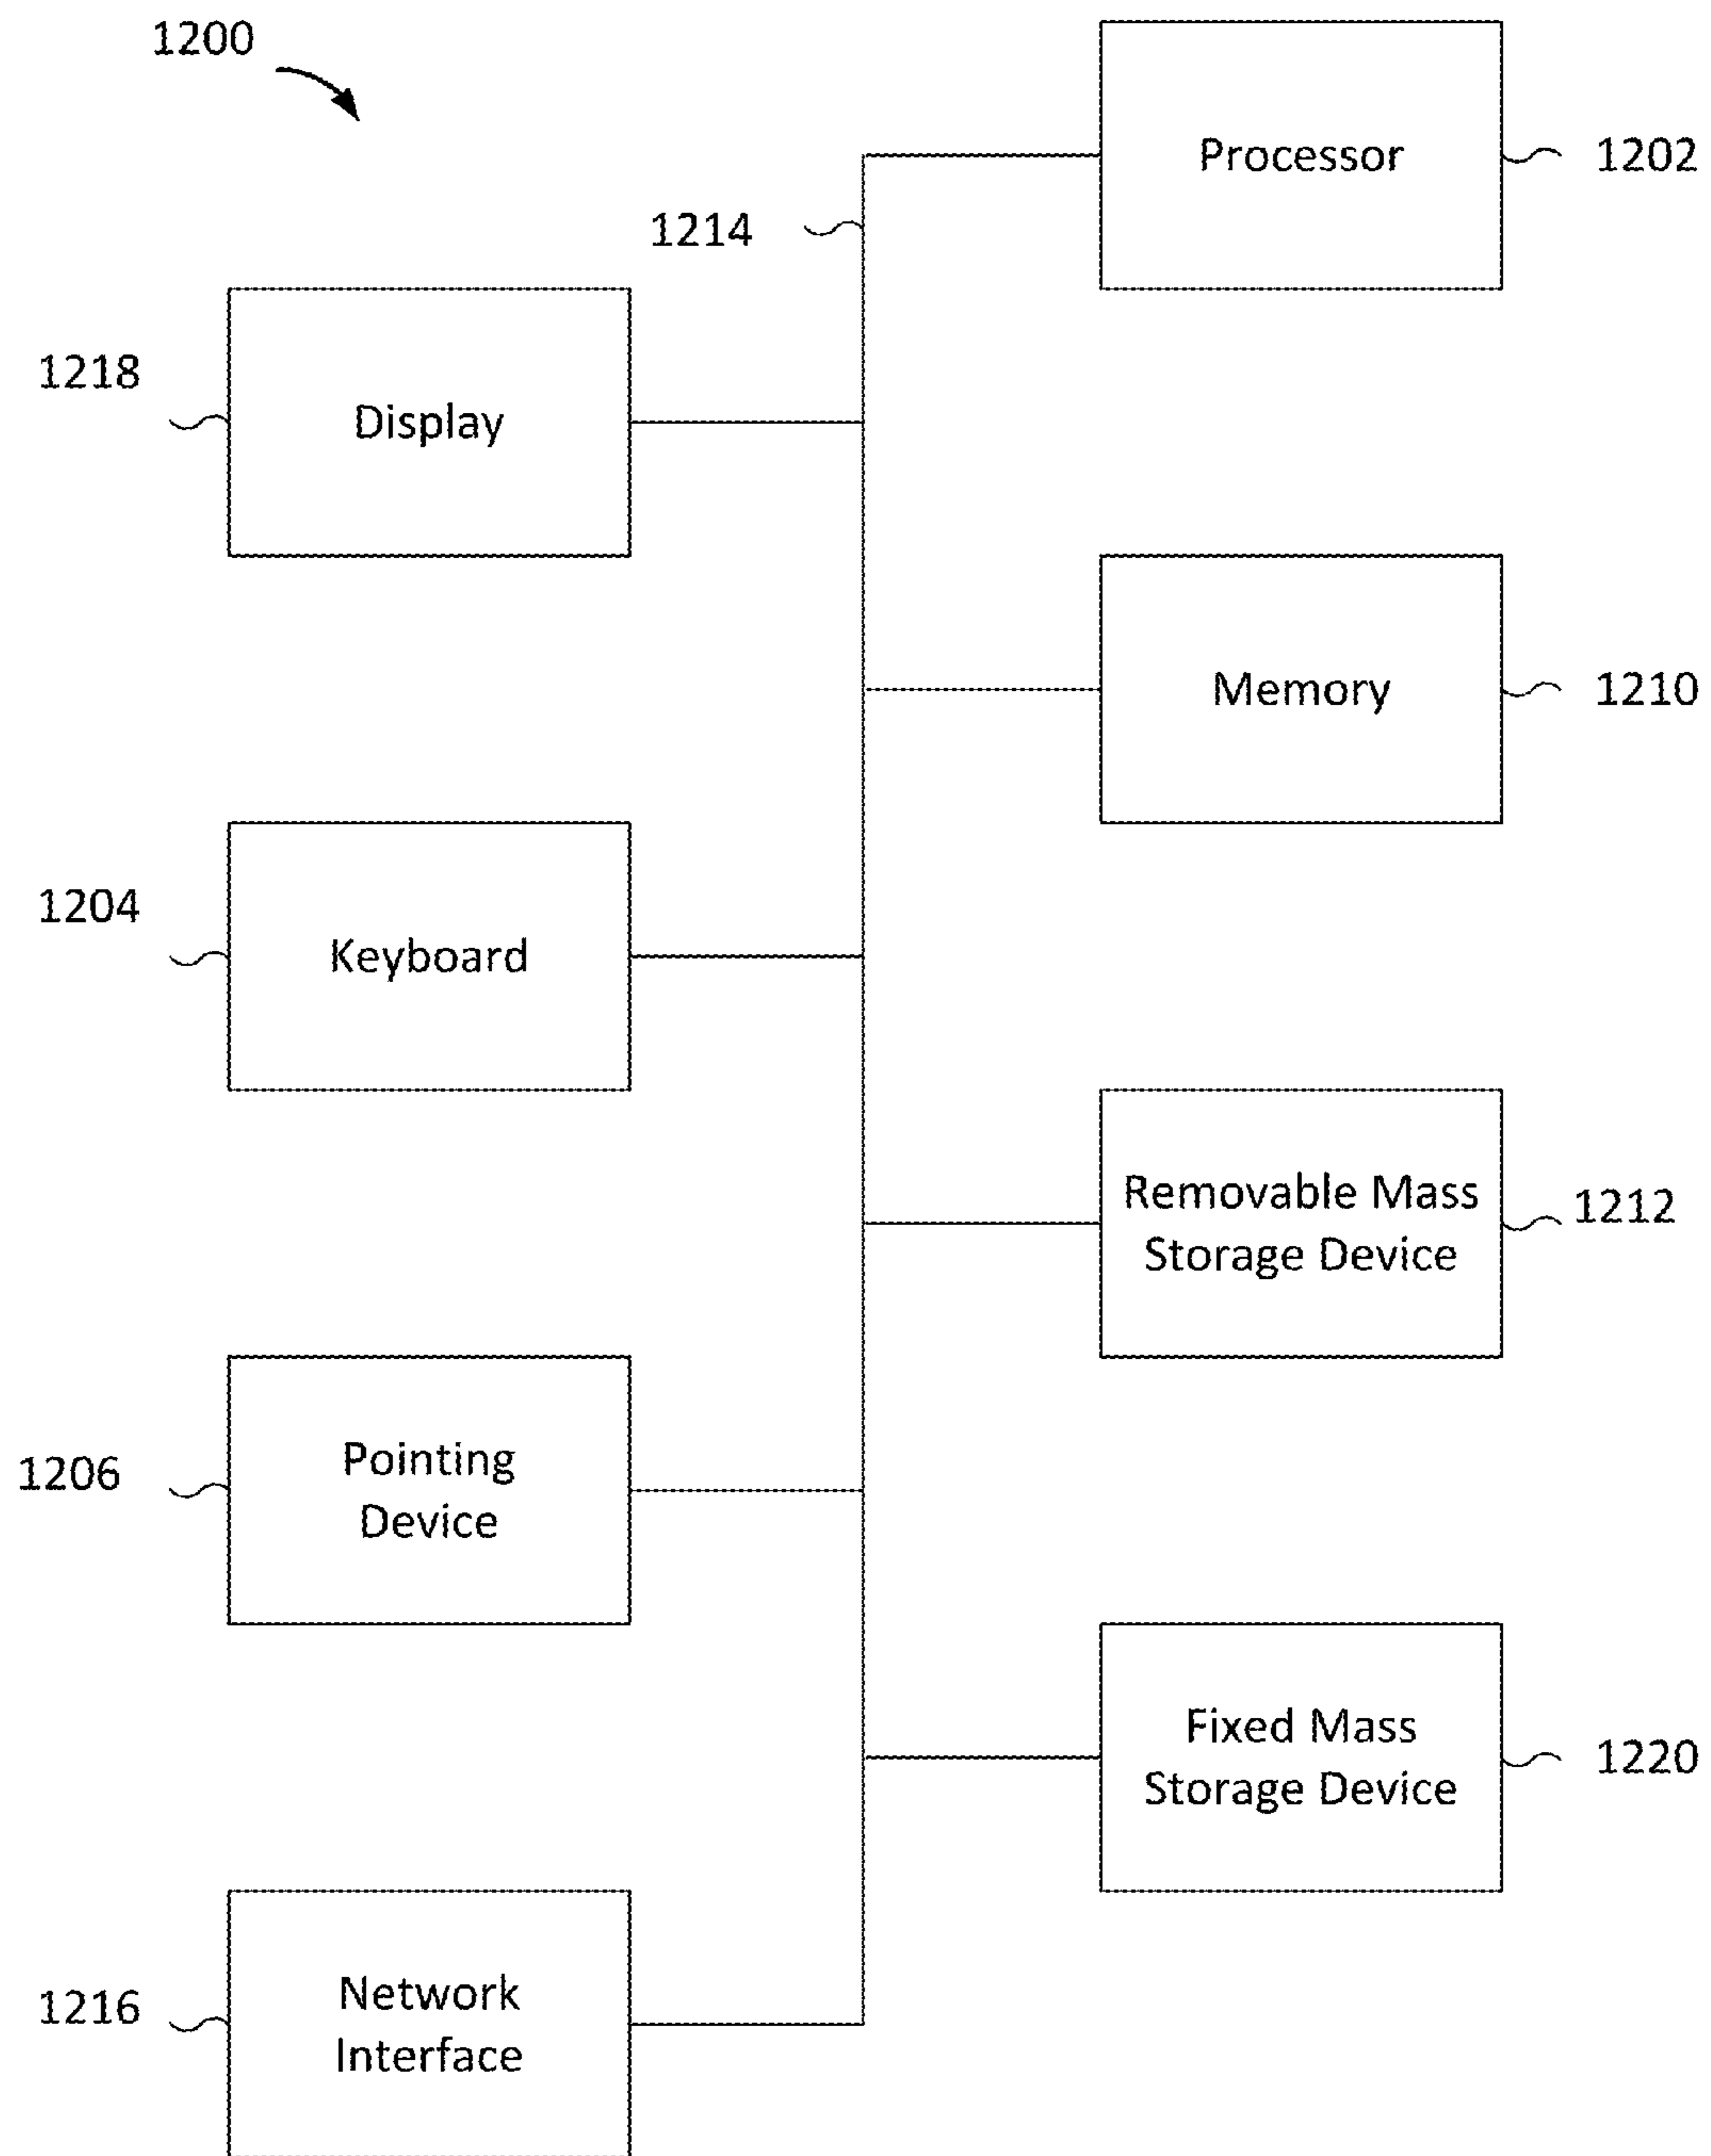 1200
Processor
1202
1214
1218
Display
Memory
1210
1204
Keyboard
Removable Mass
Storage Device
1212
1206
Pointing
Device
Fixed Mass
Storage Device
1220
1216
Network
Interface